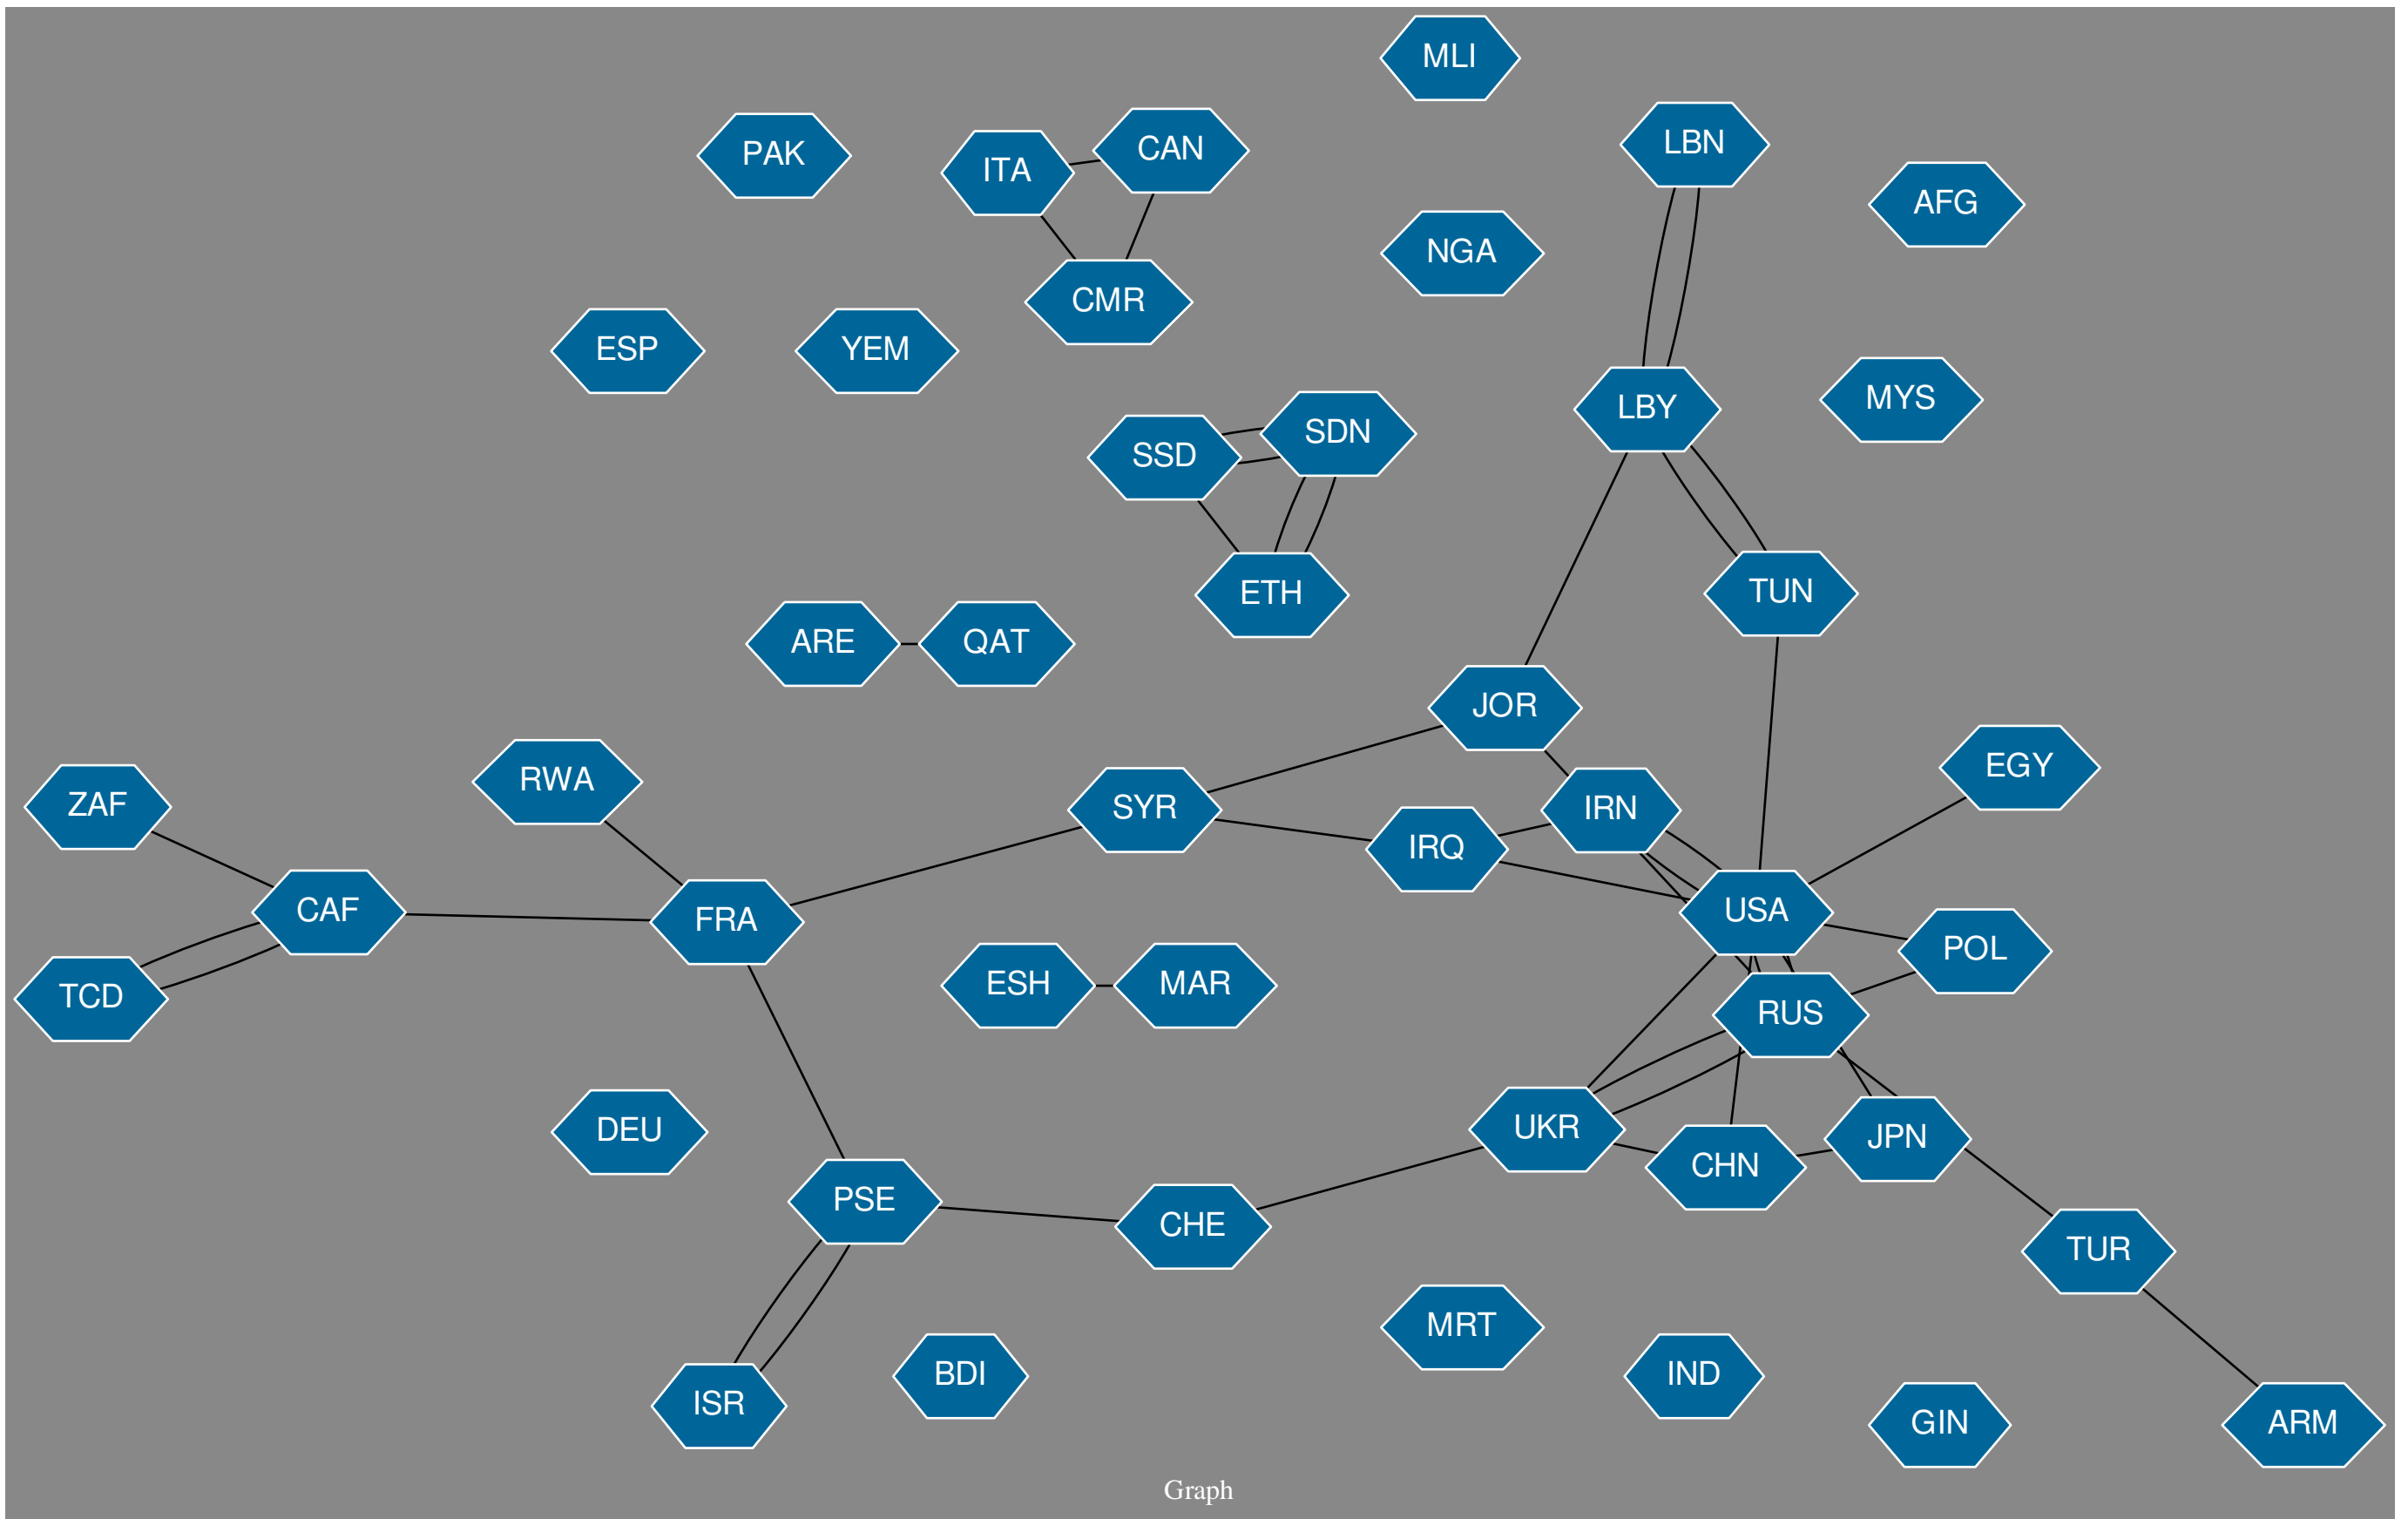 MLI
PAK
ITA
CAN
LBN
AFG
NGA
CMR
ESP
YEM
SSD
SDN
LBY
MYS
ETH
TUN
ARE
QAT
JOR
ZAF
RWA
SYR
IRQ
IRN
EGY
CAF
FRA
USA
POL
TCD
ESH
MAR
RUS
DEU
UKR
CHN
JPN
PSE
CHE
TUR
ISR
BDI
MRT
IND
GIN
ARM
Graph